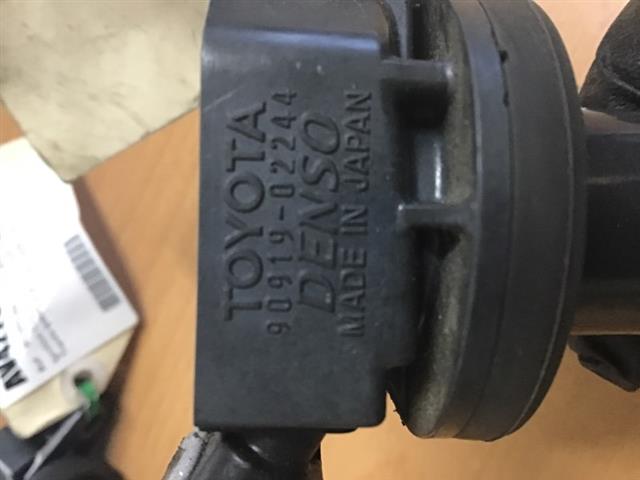 TOYOTA
90919-02244
DENSO
MADE IN JAPAN